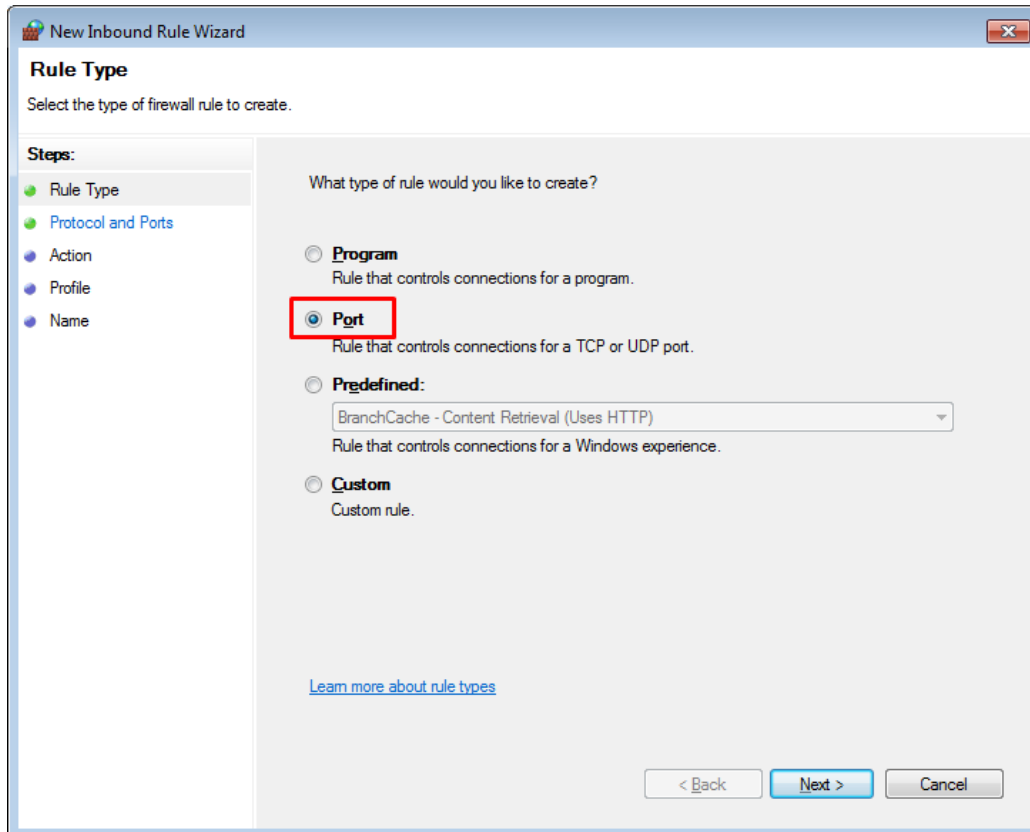 New Inbound Rule Wizard
Rule Type
Select the type of firewall rule to create.
Steps:
Rule Type
Protocol and Ports
Action
Profile
Name
What type of rule would you like to create?
Program
Rule that controls connections for a program.
Port
Rule that controls connections for a TCP or UDP port.
Predefined:
BranchCache - Content Retrieval (Uses HTTP)
Rule that controls connections for a Windows experience.
Custom
Custom rule.
Learn more about rule types
< Back Next > Cancel